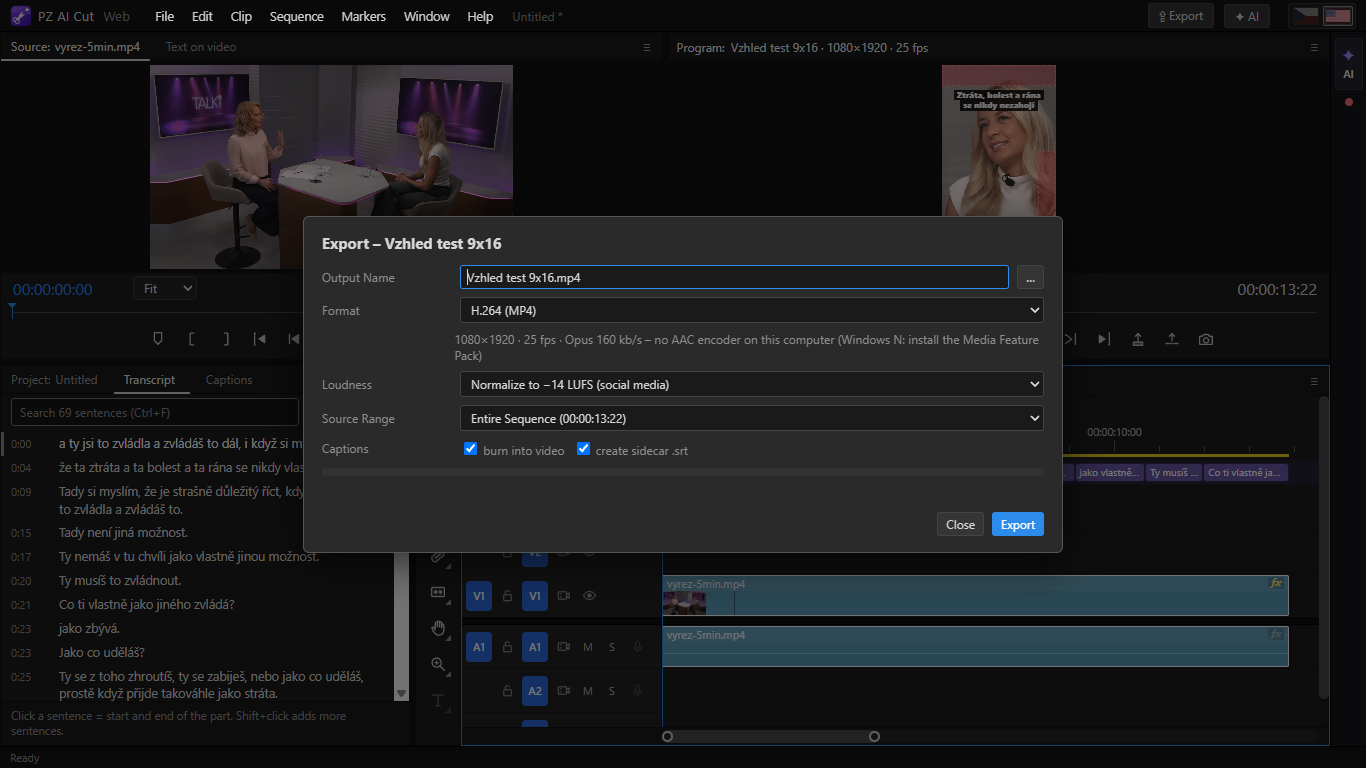 PZ AI Cut Web File Edit Clip Sequence Markers Window Help Untitled * Export AI
Source: vyrez-5min.mp4 Text on video
Program: Vzhled test 9x16 · 1080×1920 · 25 fps
AI
TALK!
Ztráta, bolest a rána
se nikdy nezahojí
00:00:00:00 Fit 00:00:13:22
Export – Vzhled test 9x16
Output Name Vzhled test 9x16.mp4 ...
Format H.264 (MP4)
1080×1920 · 25 fps · Opus 160 kb/s – no AAC encoder on this computer (Windows N: install the Media Feature
Pack)
Loudness Normalize to −14 LUFS (social media)
Source Range Entire Sequence (00:00:13:22)
Captions burn into video create sidecar .srt
Close Export
Project: Untitled Transcript Captions
Search 69 sentences (Ctrl+F)
0:00 a ty jsi to zvládla a zvládáš to dál, i když si m
0:04 že ta ztráta a ta bolest a ta rána se nikdy vlas
0:09 Tady si myslím, že je strašně důležitý říct, kdy
to zvládla a zvládáš to.
0:15 Tady není jiná možnost.
0:17 Ty nemáš v tu chvíli jako vlastně jinou možnost.
0:20 Ty musíš to zvládnout.
0:21 Co ti vlastně jako jiného zvládá?
0:23 jako zbývá.
0:23 Jako co uděláš?
0:25 Ty se z toho zhroutíš, ty se zabiješ, nebo jako co uděláš,
prostě když přijde takováhle jako stráta.
Click a sentence = start and end of the part. Shift+click adds more
sentences.
00:00:10:00
jako vlastně... Ty musíš ... Co ti vlastně ja...
V2
vyrez-5min.mp4 fx
V1 V1
vyrez-5min.mp4 fx
A1 A1 M S
A2 M S
Ready